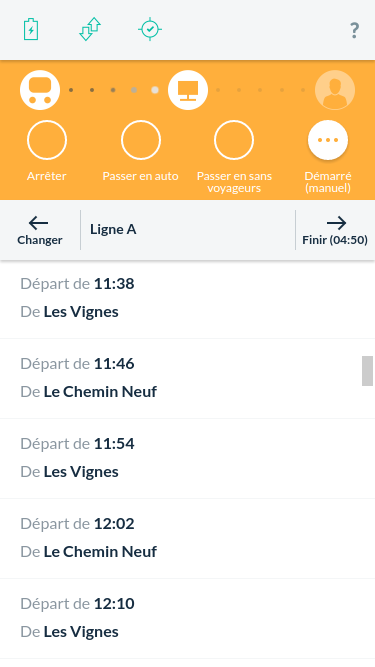 ?
Arrêter
Passer en auto
Passer en sans
voyageurs
Démarré
(manuel)
Changer
Ligne A
Finir (04:50)
Départ de 11:38
De Les Vignes
Départ de 11:46
De Le Chemin Neuf
Départ de 11:54
De Les Vignes
Départ de 12:02
De Le Chemin Neuf
Départ de 12:10
De Les Vignes